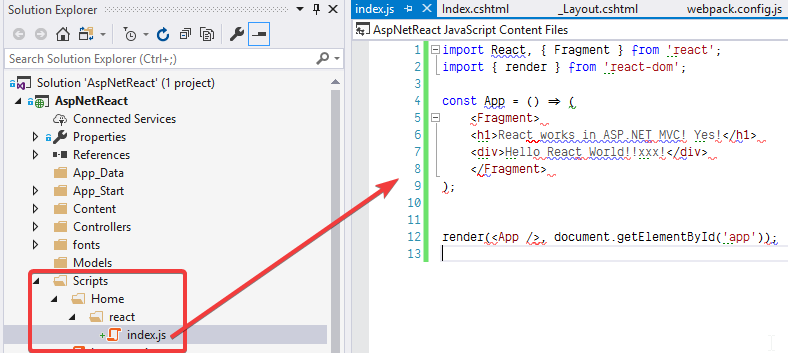 Solution Explorer
Search Solution Explorer (Ctrl+;)
Solution 'AspNetReact' (1 project)
AspNetReact
Connected Services
Properties
References
App_Data
App_Start
Content
Controllers
fonts
Models
Scripts
Home
react
index.js
index.js
Index.cshtml
_Layout.cshtml
webpack.config.js
AspNetReact JavaScript Content Files
1 import React, { Fragment } from 'react';
2 import { render } from 'react-dom';
3
4 const App = () => (
5 <Fragment>
6 <h1>React works in ASP.NET MVC! Yes!</h1>
7 <div>Hello React World!!xxx!</div>
8 </Fragment>
9 );
10
11
12 render(<App />, document.getElementById('app'));
13